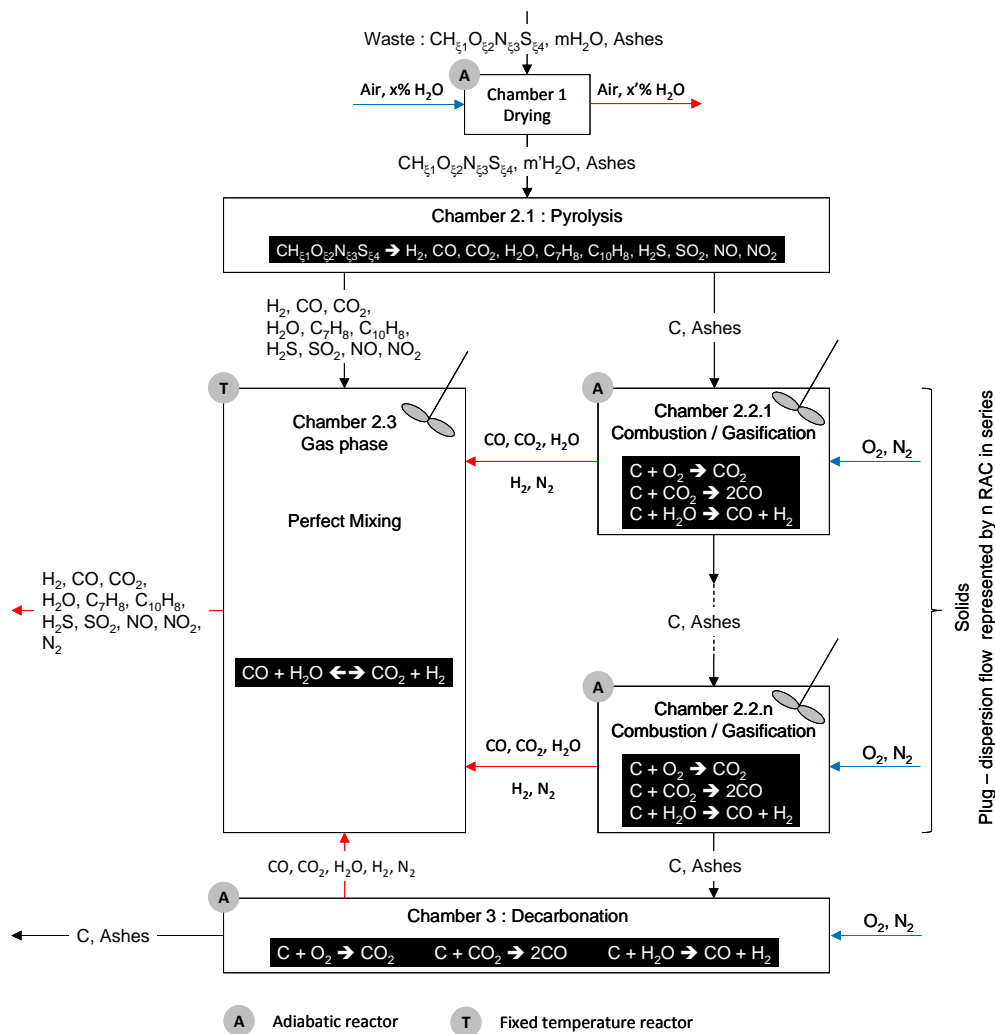 Waste : CHξ1Oξ2Nξ3Sξ4, mH2O, Ashes
A
Air, x% H2O
Chamber 1
Drying
Air, x'% H2O
CHξ1Oξ2Nξ3Sξ4, m'H2O, Ashes
Chamber 2.1 : Pyrolysis
CHξ1Oξ2Nξ3Sξ4 → H2, CO, CO2, H2O, C7H8, C10H8, H2S, SO2, NO, NO2
H2, CO, CO2,
H2O, C7H8, C10H8,
H2S, SO2, NO, NO2
C, Ashes
T
Chamber 2.3
Gas phase
Perfect Mixing
CO + H2O ←→ CO2 + H2
A
Chamber 2.2.1
Combustion / Gasification
C + O2 → CO2
C + CO2 → 2CO
C + H2O → CO + H2
CO, CO2, H2O
H2, N2
O2, N2
C, Ashes
H2, CO, CO2,
H2O, C7H8, C10H8,
H2S, SO2, NO, NO2,
N2
A
Chamber 2.2.n
Combustion / Gasification
C + O2 → CO2
C + CO2 → 2CO
C + H2O → CO + H2
CO, CO2, H2O
H2, N2
O2, N2
Solids
Plug – dispersion flow represented by n RAC in series
CO, CO2, H2O, H2, N2
C, Ashes
A
Chamber 3 : Decarbonation
C + O2 → CO2 C + CO2 → 2CO C + H2O → CO + H2
O2, N2
C, Ashes
A Adiabatic reactor T Fixed temperature reactor